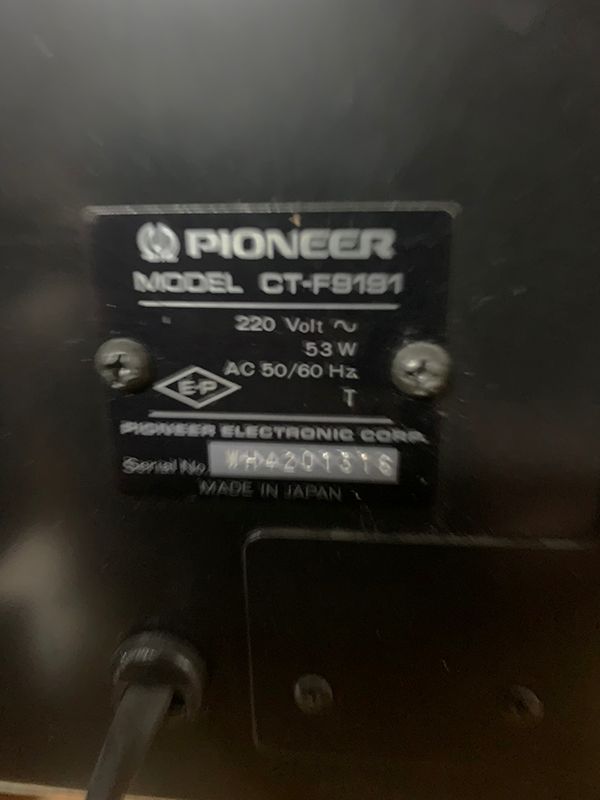 PIONEER
MODEL CT-F9191
220 Volt ~
53 W
AC 50/60 Hz
E-P
T
PIONEER ELECTRONIC CORP.
Serial No.
MADE IN JAPAN